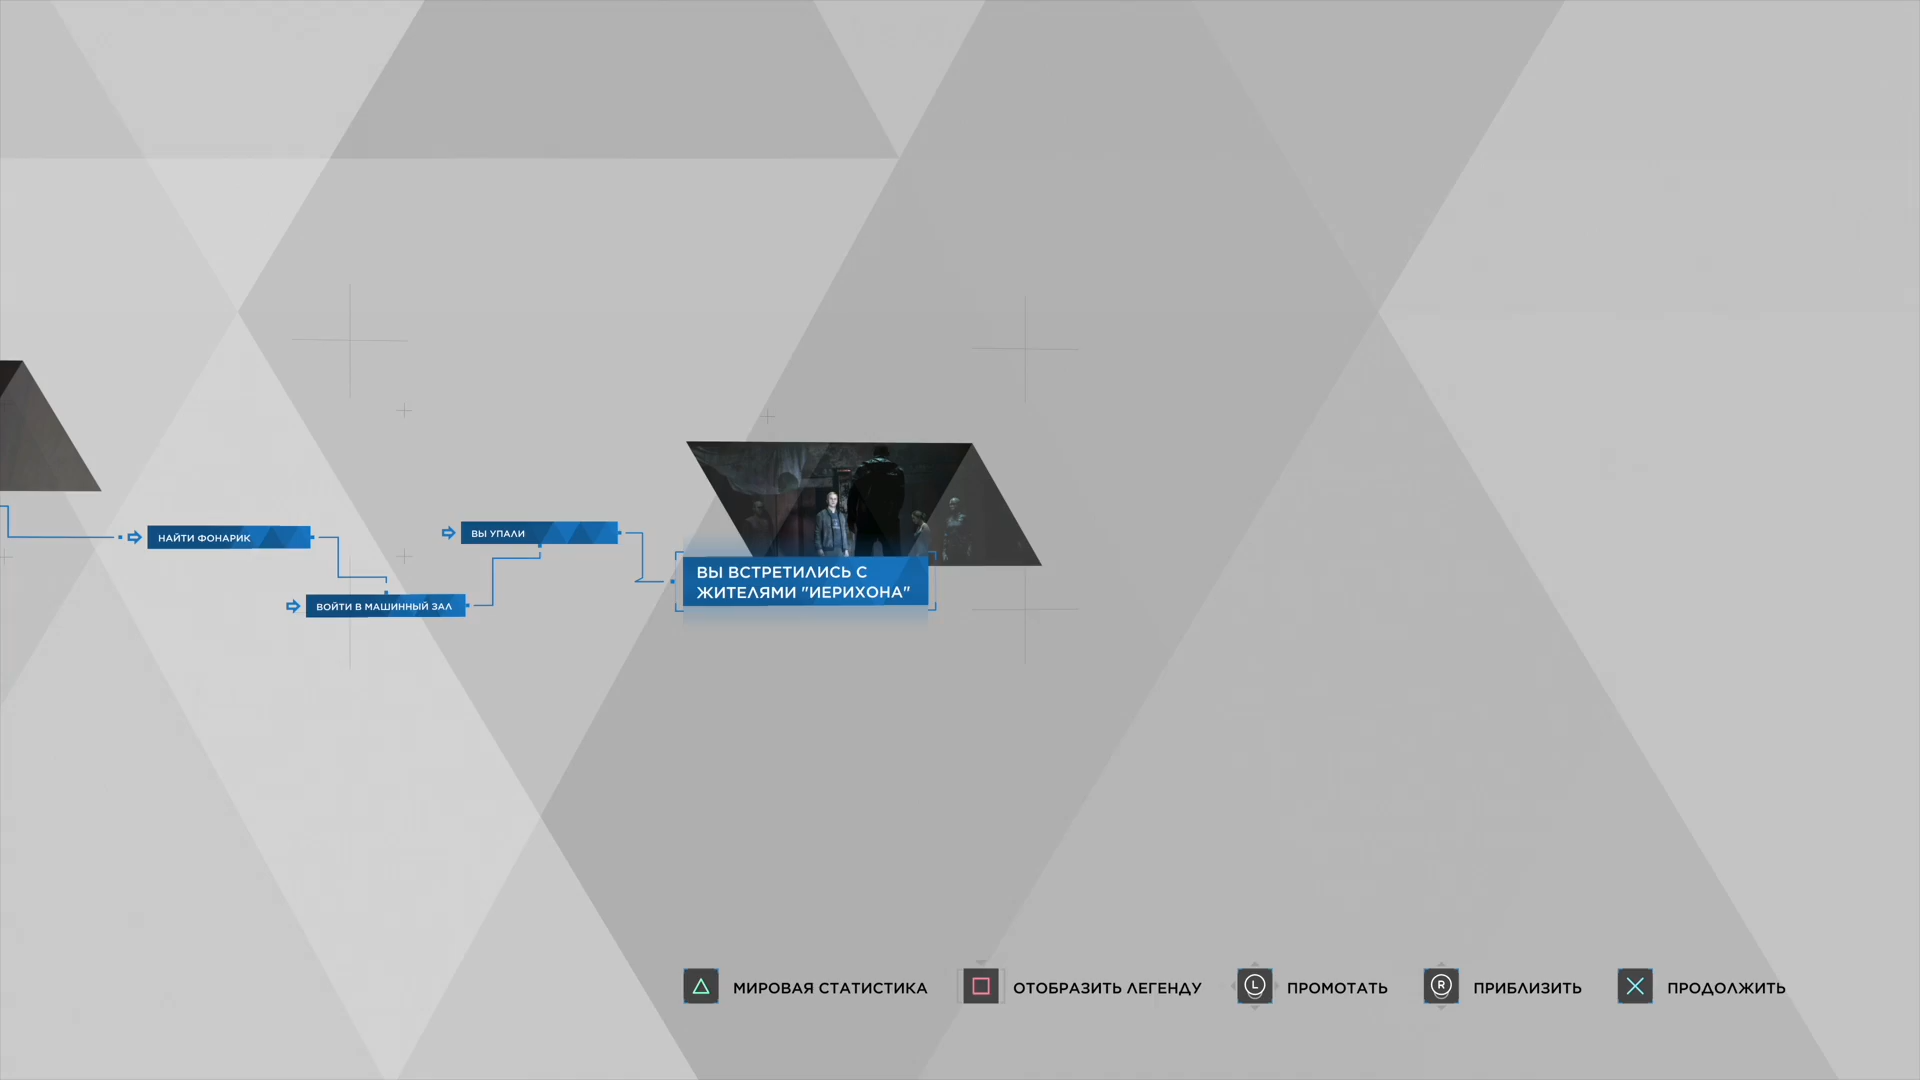 НАЙТИ ФОНАРИК
ВОЙТИ В МАШИННЫЙ ЗАЛ
ВЫ УПАЛИ
ВЫ ВСТРЕТИЛИСЬ С
ЖИТЕЛЯМИ "ИЕРИХОНА"
МИРОВАЯ СТАТИСТИКА
ОТОБРАЗИТЬ ЛЕГЕНДУ
L
ПРОМОТАТЬ
R
ПРИБЛИЗИТЬ
ПРОДОЛЖИТЬ